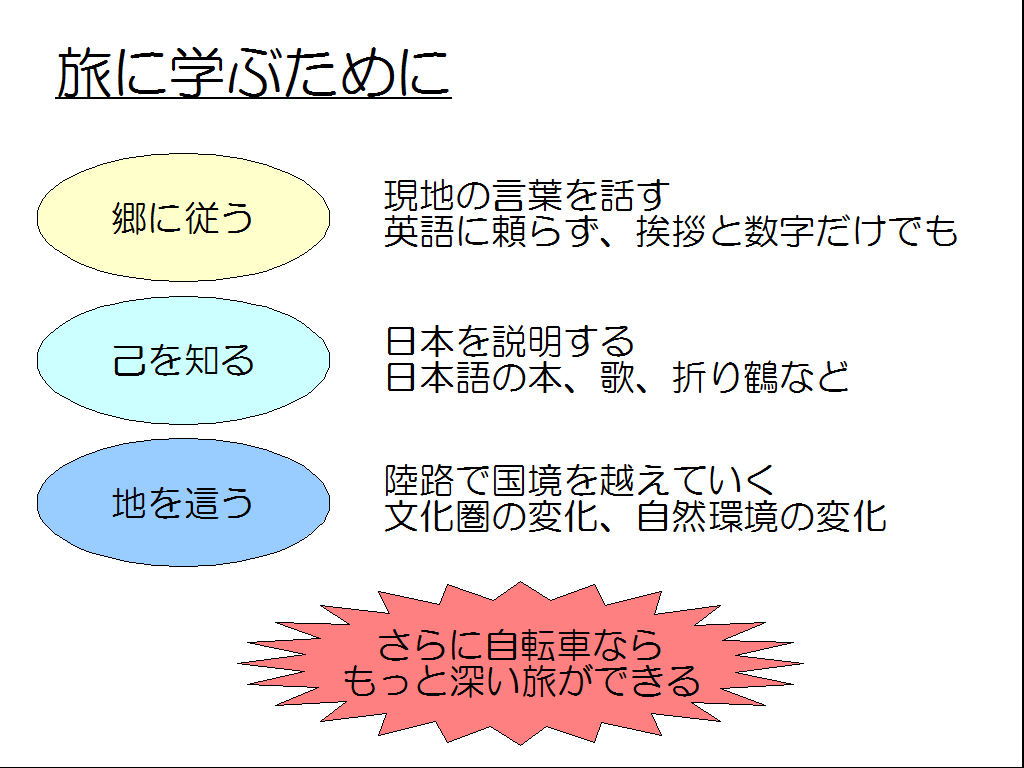 旅に学ぶために
郷に従う
現地の言葉を話す
英語に頼らず、挨拶と数字だけでも
己を知る
日本を説明する
日本語の本、歌、折り鶴など
地を這う
陸路で国境を越えていく
文化圏の変化、自然環境の変化
さらに自転車なら
もっと深い旅ができる